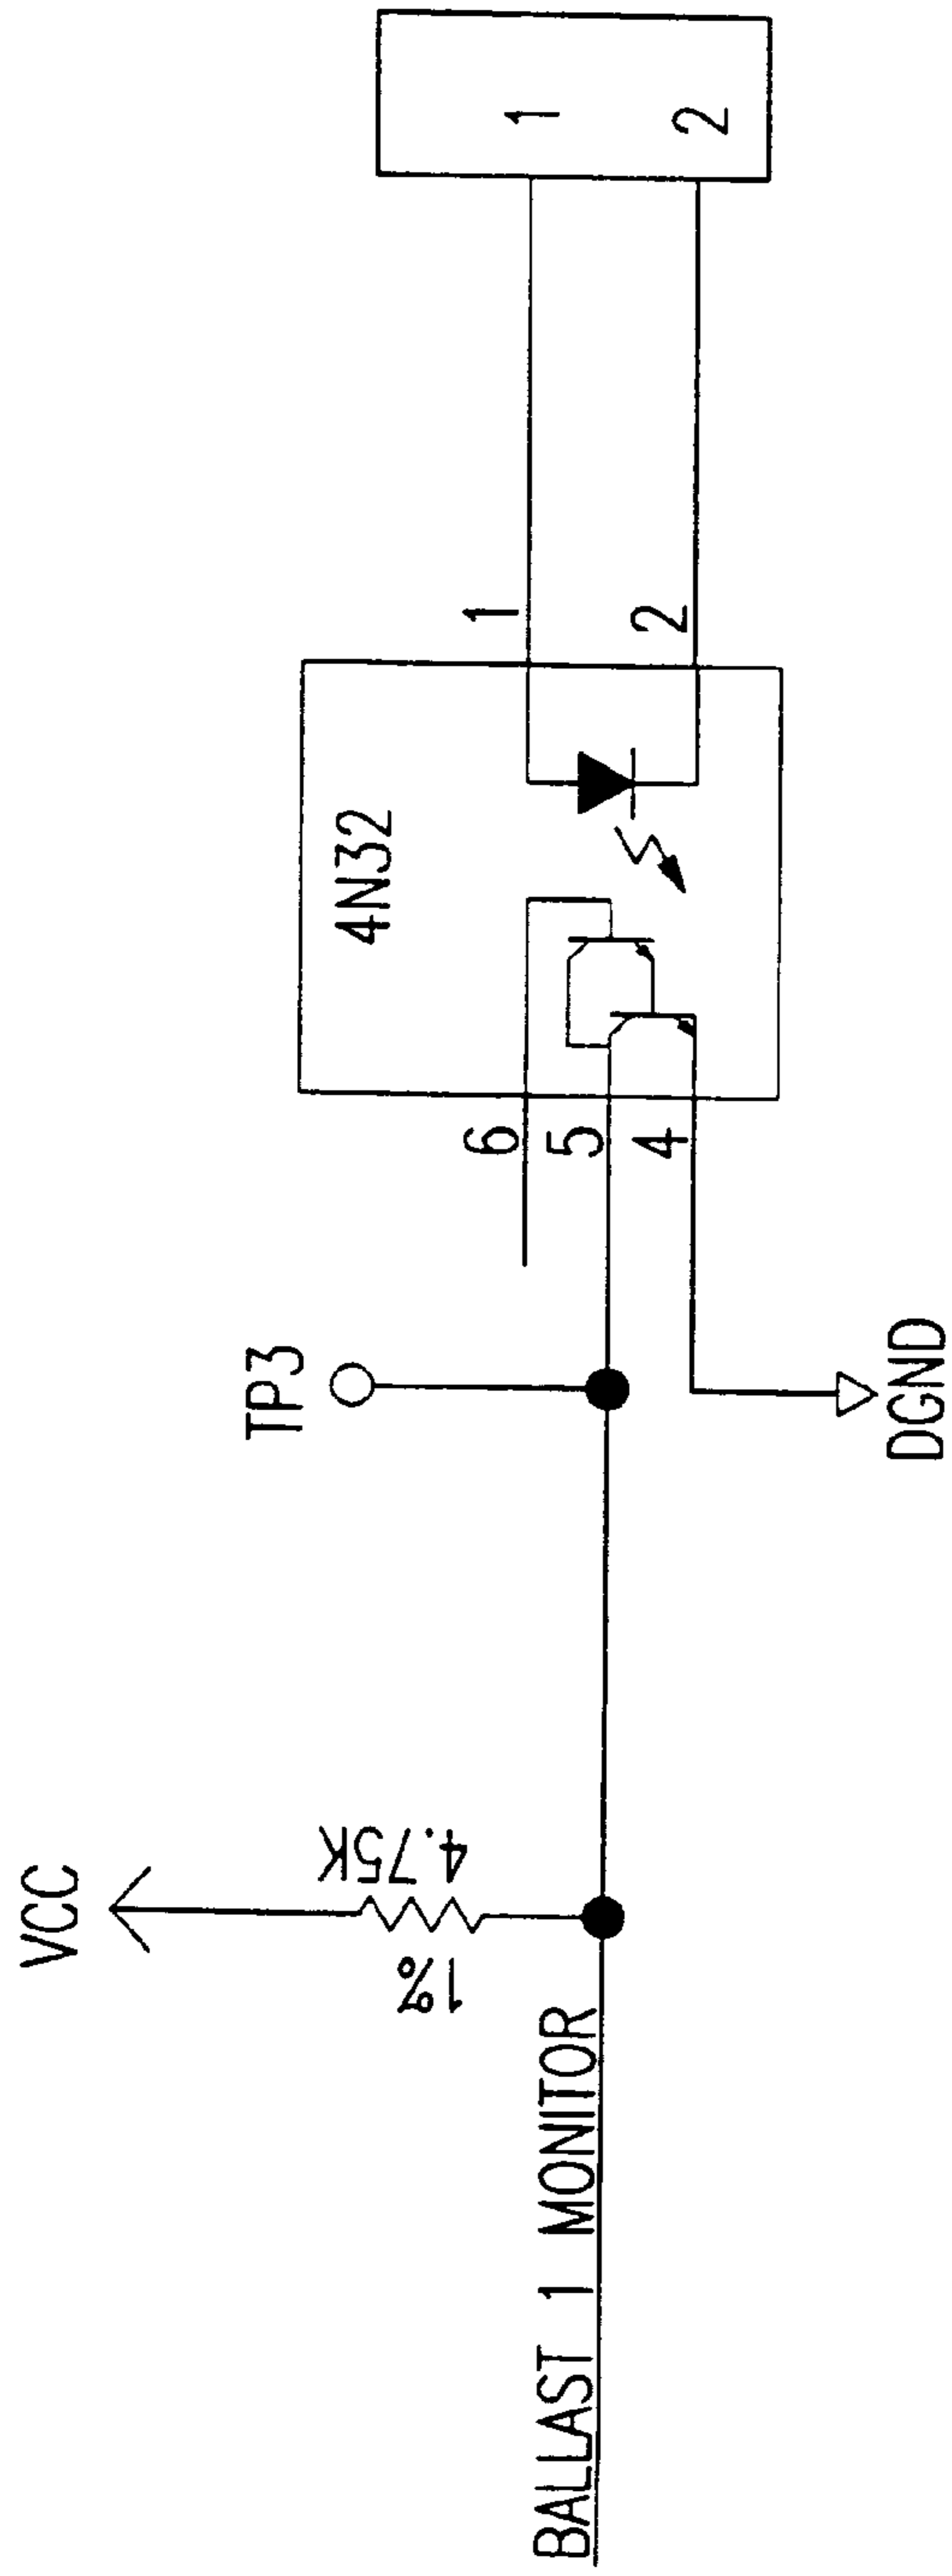 VCC
4.75K
1%
BALLAST 1 MONITOR
TP3
DGND
4N32
6
5
4
1
2
1
2